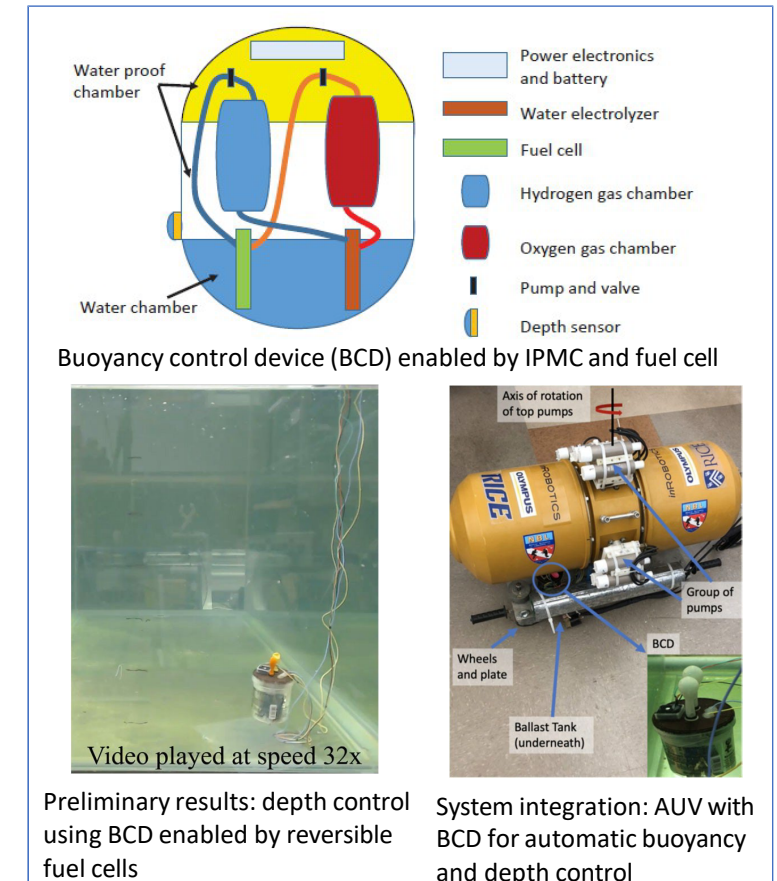 Water proof
chamber
Water chamber
Power electronics
and battery
Water electrolyzer
Fuel cell
Hydrogen gas chamber
Oxygen gas chamber
Pump and valve
Depth sensor
Buoyancy control device (BCD) enabled by IPMC and fuel cell
Video played at speed 32x
Preliminary results: depth control
using BCD enabled by reversible
fuel cells
Axis of rotation
of top pumps
RICE
OLYMPUS
INROBOTICS
InROBOTICS
OLYMPUS
RICE
Group of
pumps
BCD
Wheels
and plate
Ballast Tank
(underneath)
System integration: AUV with
BCD for automatic buoyancy
and depth control